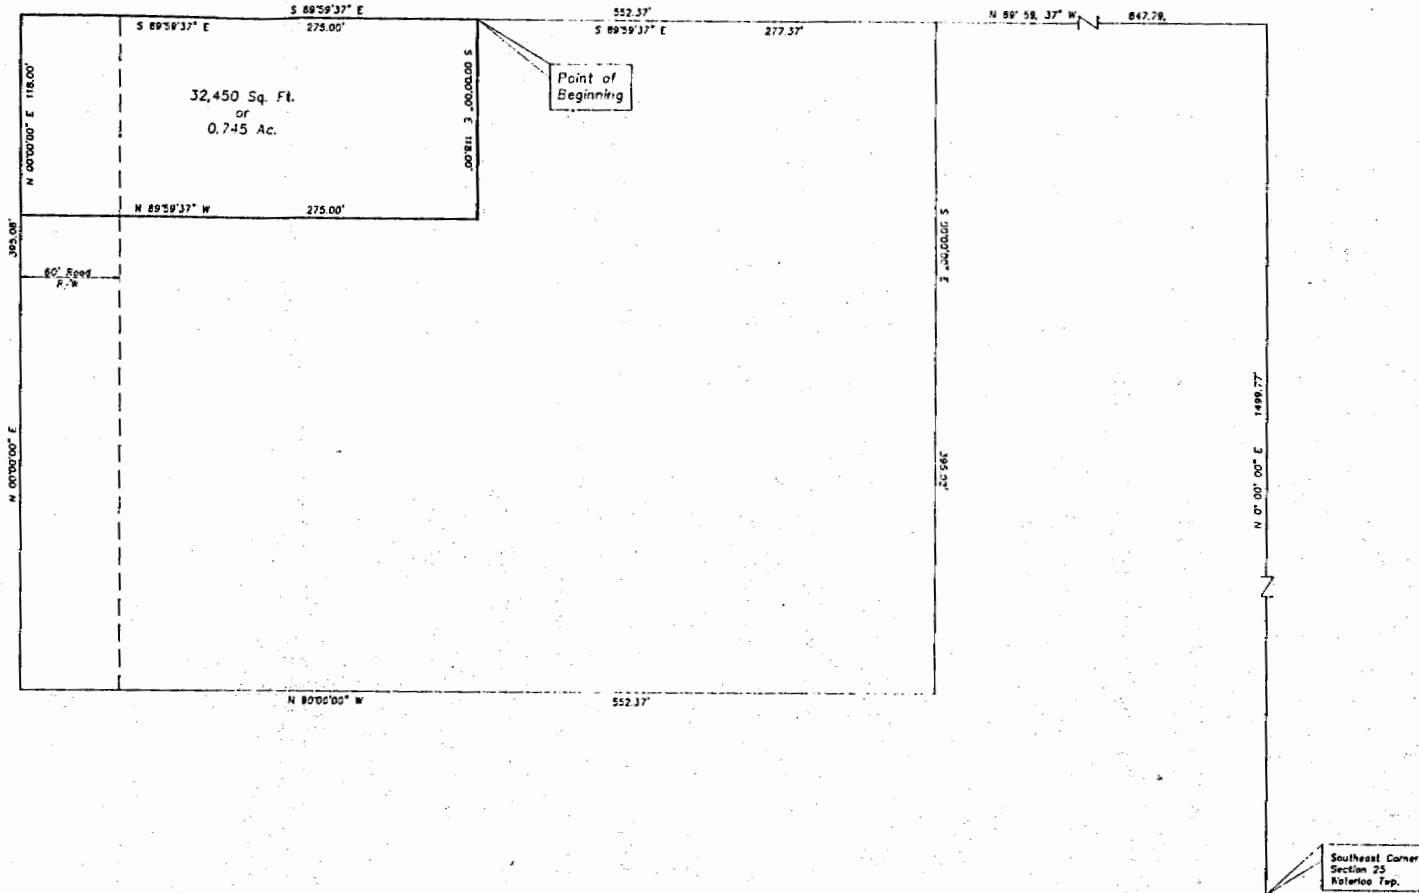 S 89°59'37" E
552.37'
N 89° 59, 37" W
847.79,
S 89°59'37" E
275.00'
S 89°59'37" E
277.37'
Point of
Beginning
32,450 Sq. Ft.
or
0.745 Ac.
N 00°00'00" E 118.00'
S 00°00'00" E 118.00'
N 89°59'37" W
275.00'
395.08'
60' Road
R-W
S 00°00'00" E
395.02'
N 00°00'00" E
N 0° 00' 00" E 1499.77'
N 90°00'00" W
552.37'
Southeast Corner
Section 25
Waterloo Twp.